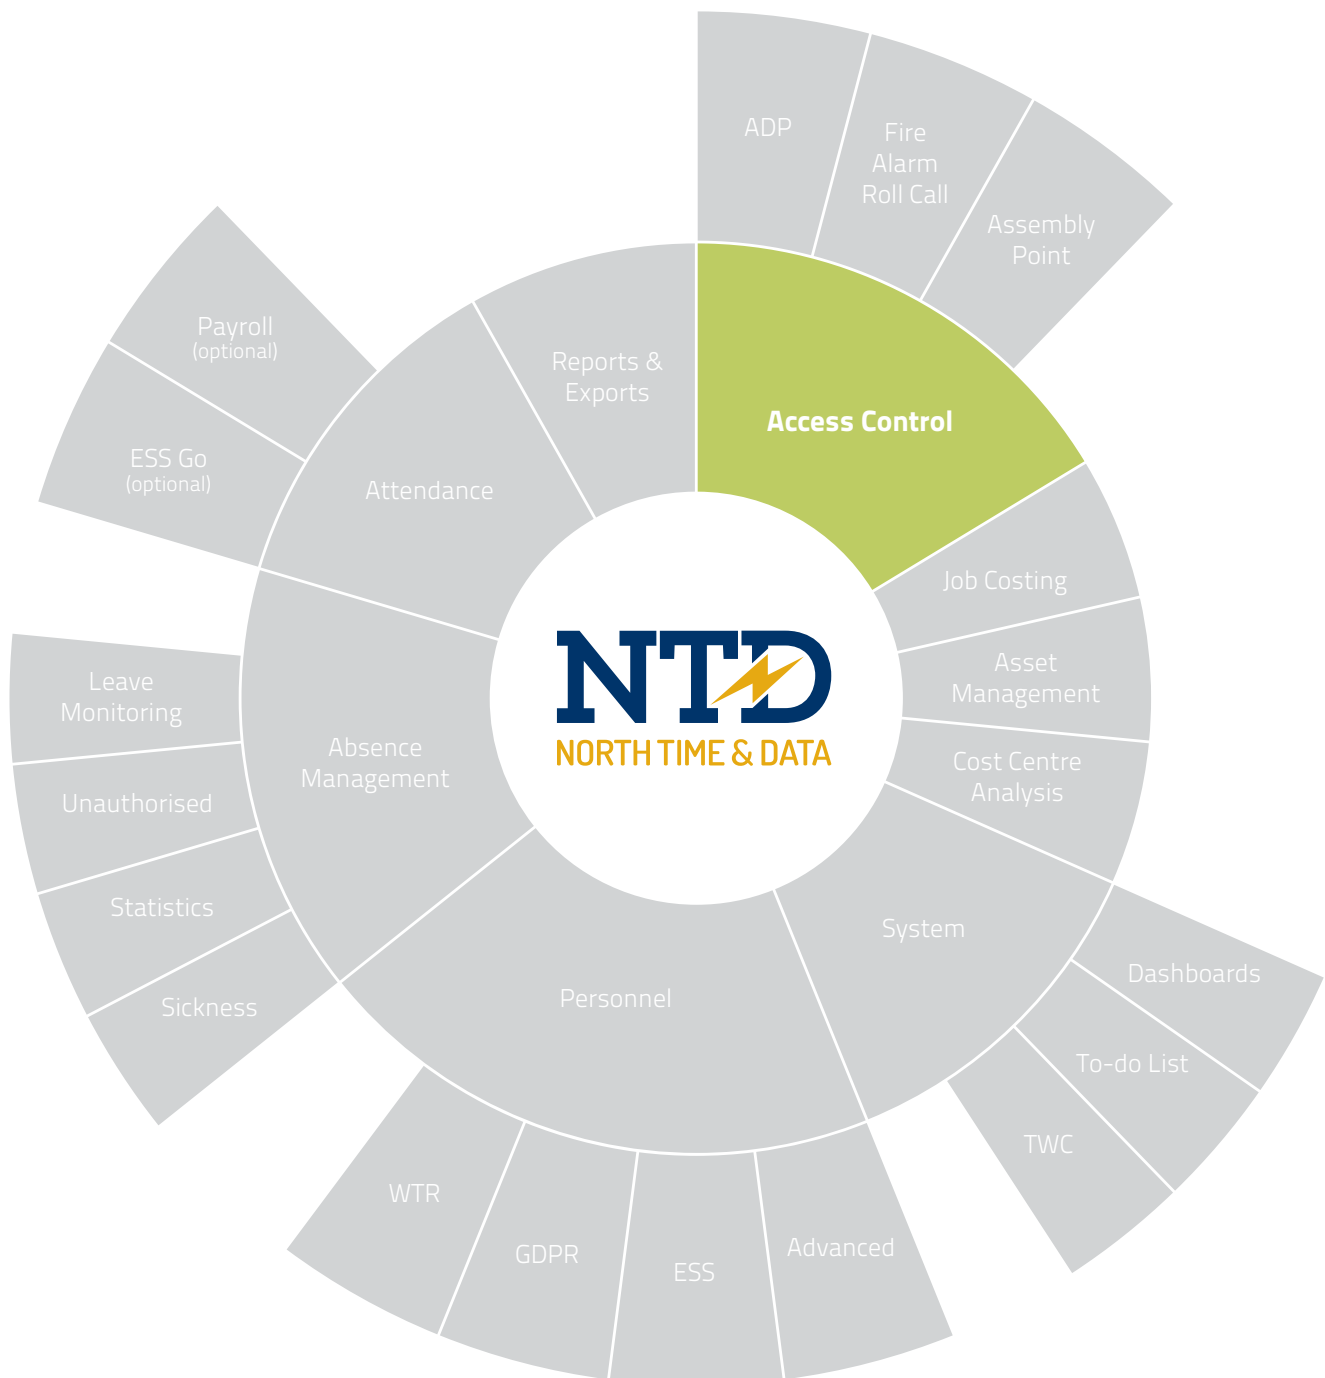 ADP
Fire
Alarm
Roll Call
Assembly
Point
Access Control
Job Costing
Asset
Management
Cost Centre
Analysis
System
Dashboards
To-do List
TWC
Personnel
Advanced
ESS
GDPR
WTR
Absence
Management
Sickness
Statistics
Unauthorised
Leave
Monitoring
Attendance
ESS Go
(optional)
Payroll
(optional)
Reports &
Exports
NTD
NORTH TIME & DATA